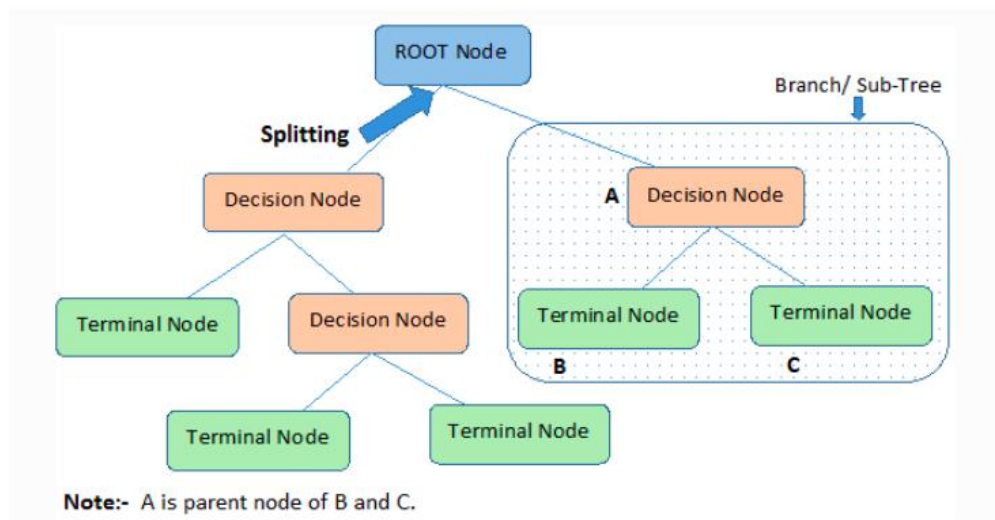 ROOT Node
Branch/ Sub-Tree
Splitting
Decision Node
A
Decision Node
Terminal Node
Decision Node
Terminal Node
Terminal Node
B
C
Terminal Node
Terminal Node
Note:- A is parent node of B and C.